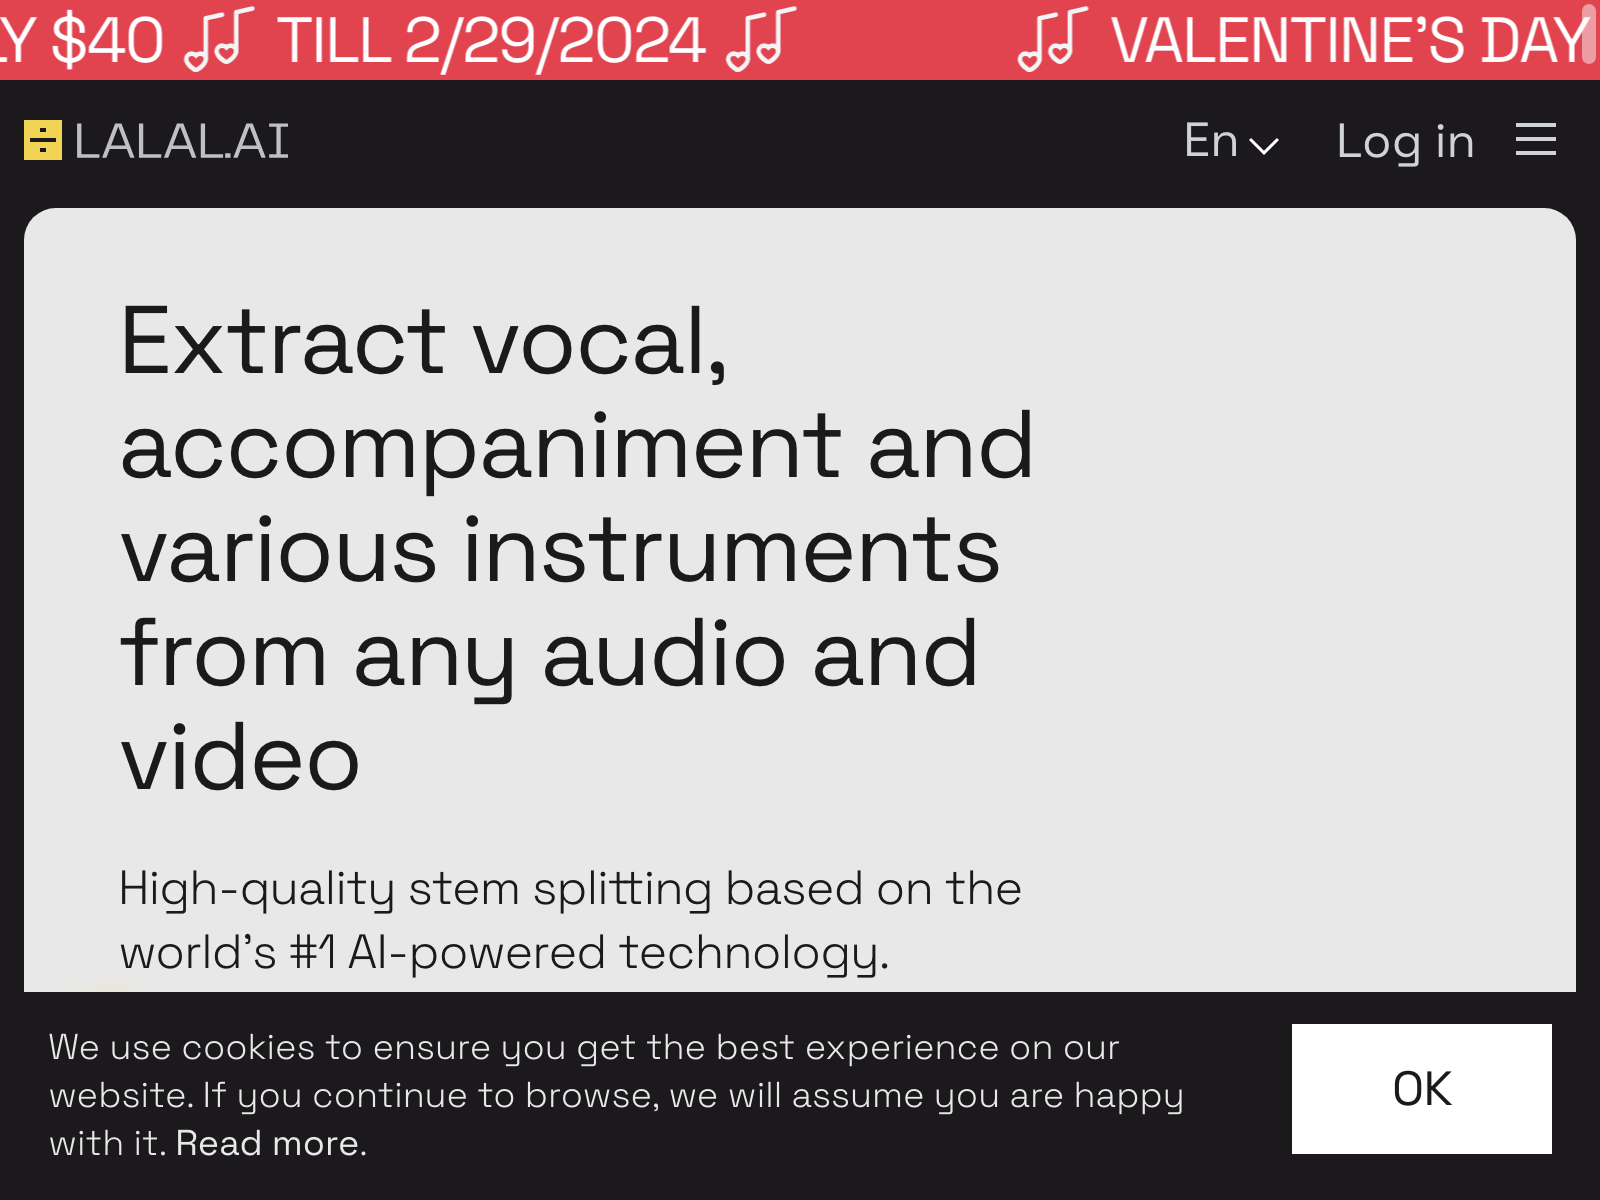 $40 TILL 2/29/2024 VALENTINE'S DAY
LALAL.AI
En Log in
Extract vocal,
accompaniment and
various instruments
from any audio and
video
High-quality stem splitting based on the
world's #1 AI-powered technology.
We use cookies to ensure you get the best experience on our
website. If you continue to browse, we will assume you are happy
with it. Read more.
OK